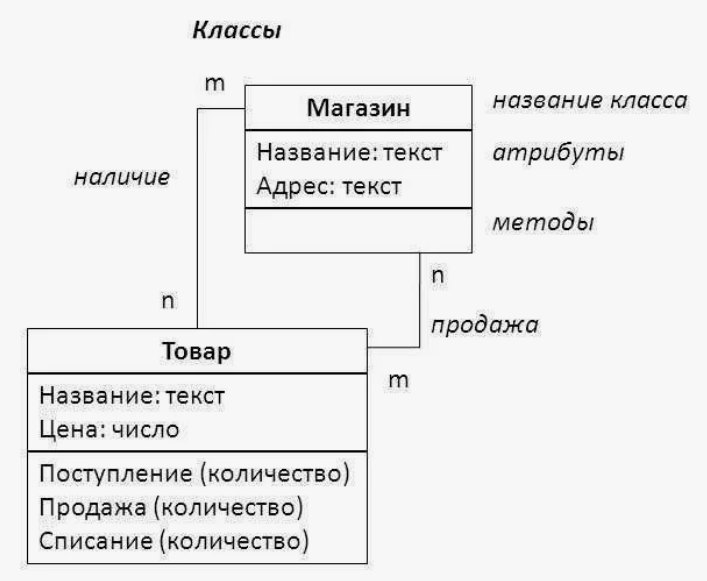 Классы
m
Магазин
название класса
Название: текст
атрибуты
Адрес: текст
наличие
методы
n
n
продажа
Товар
m
Название: текст
Цена: число
Поступление (количество)
Продажа (количество)
Списание (количество)